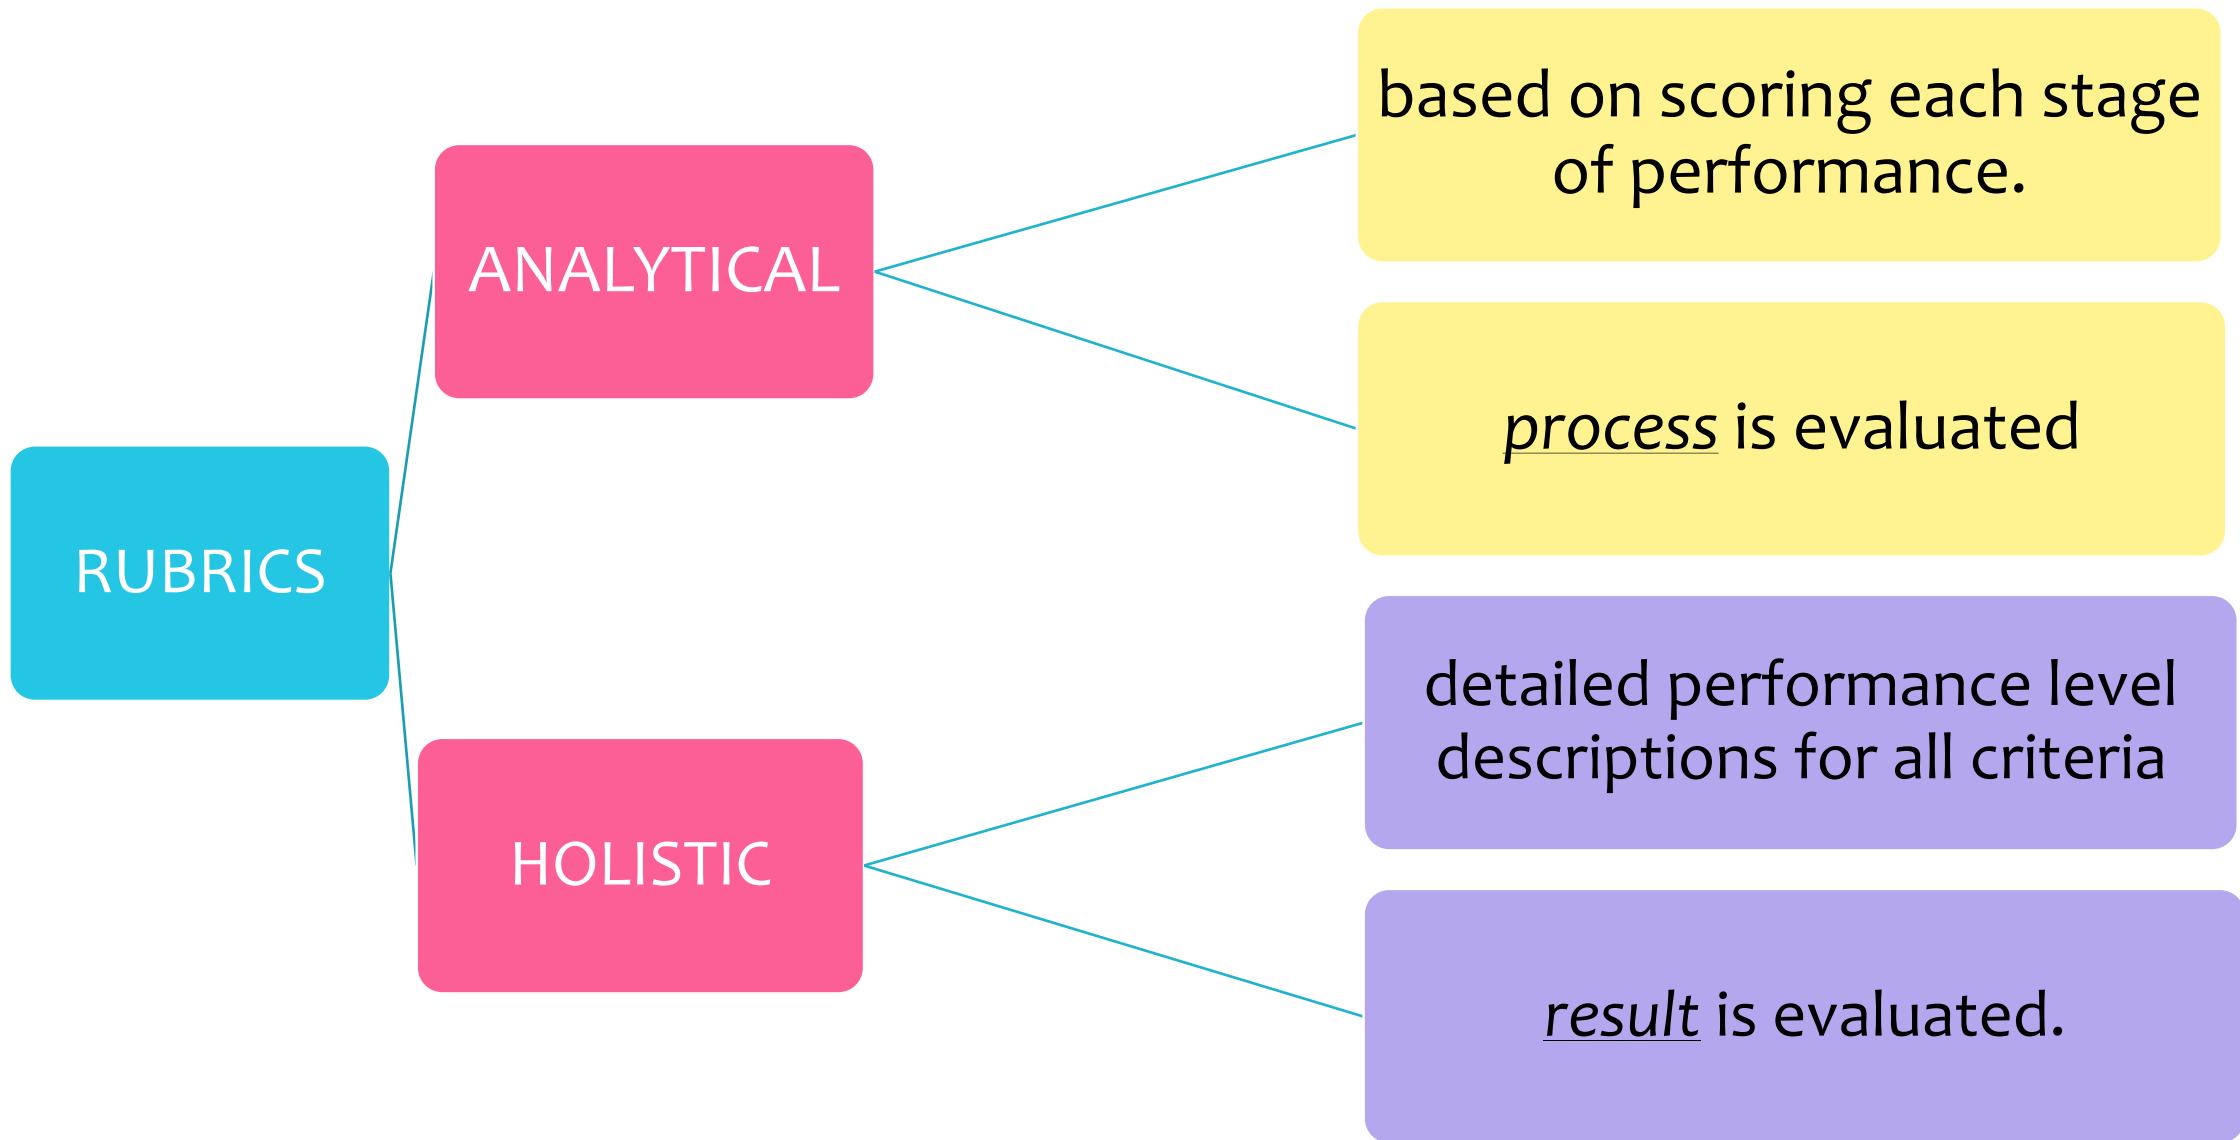 RUBRICS
ANALYTICAL
based on scoring each stage
of performance.
process is evaluated
HOLISTIC
detailed performance level
descriptions for all criteria
result is evaluated.